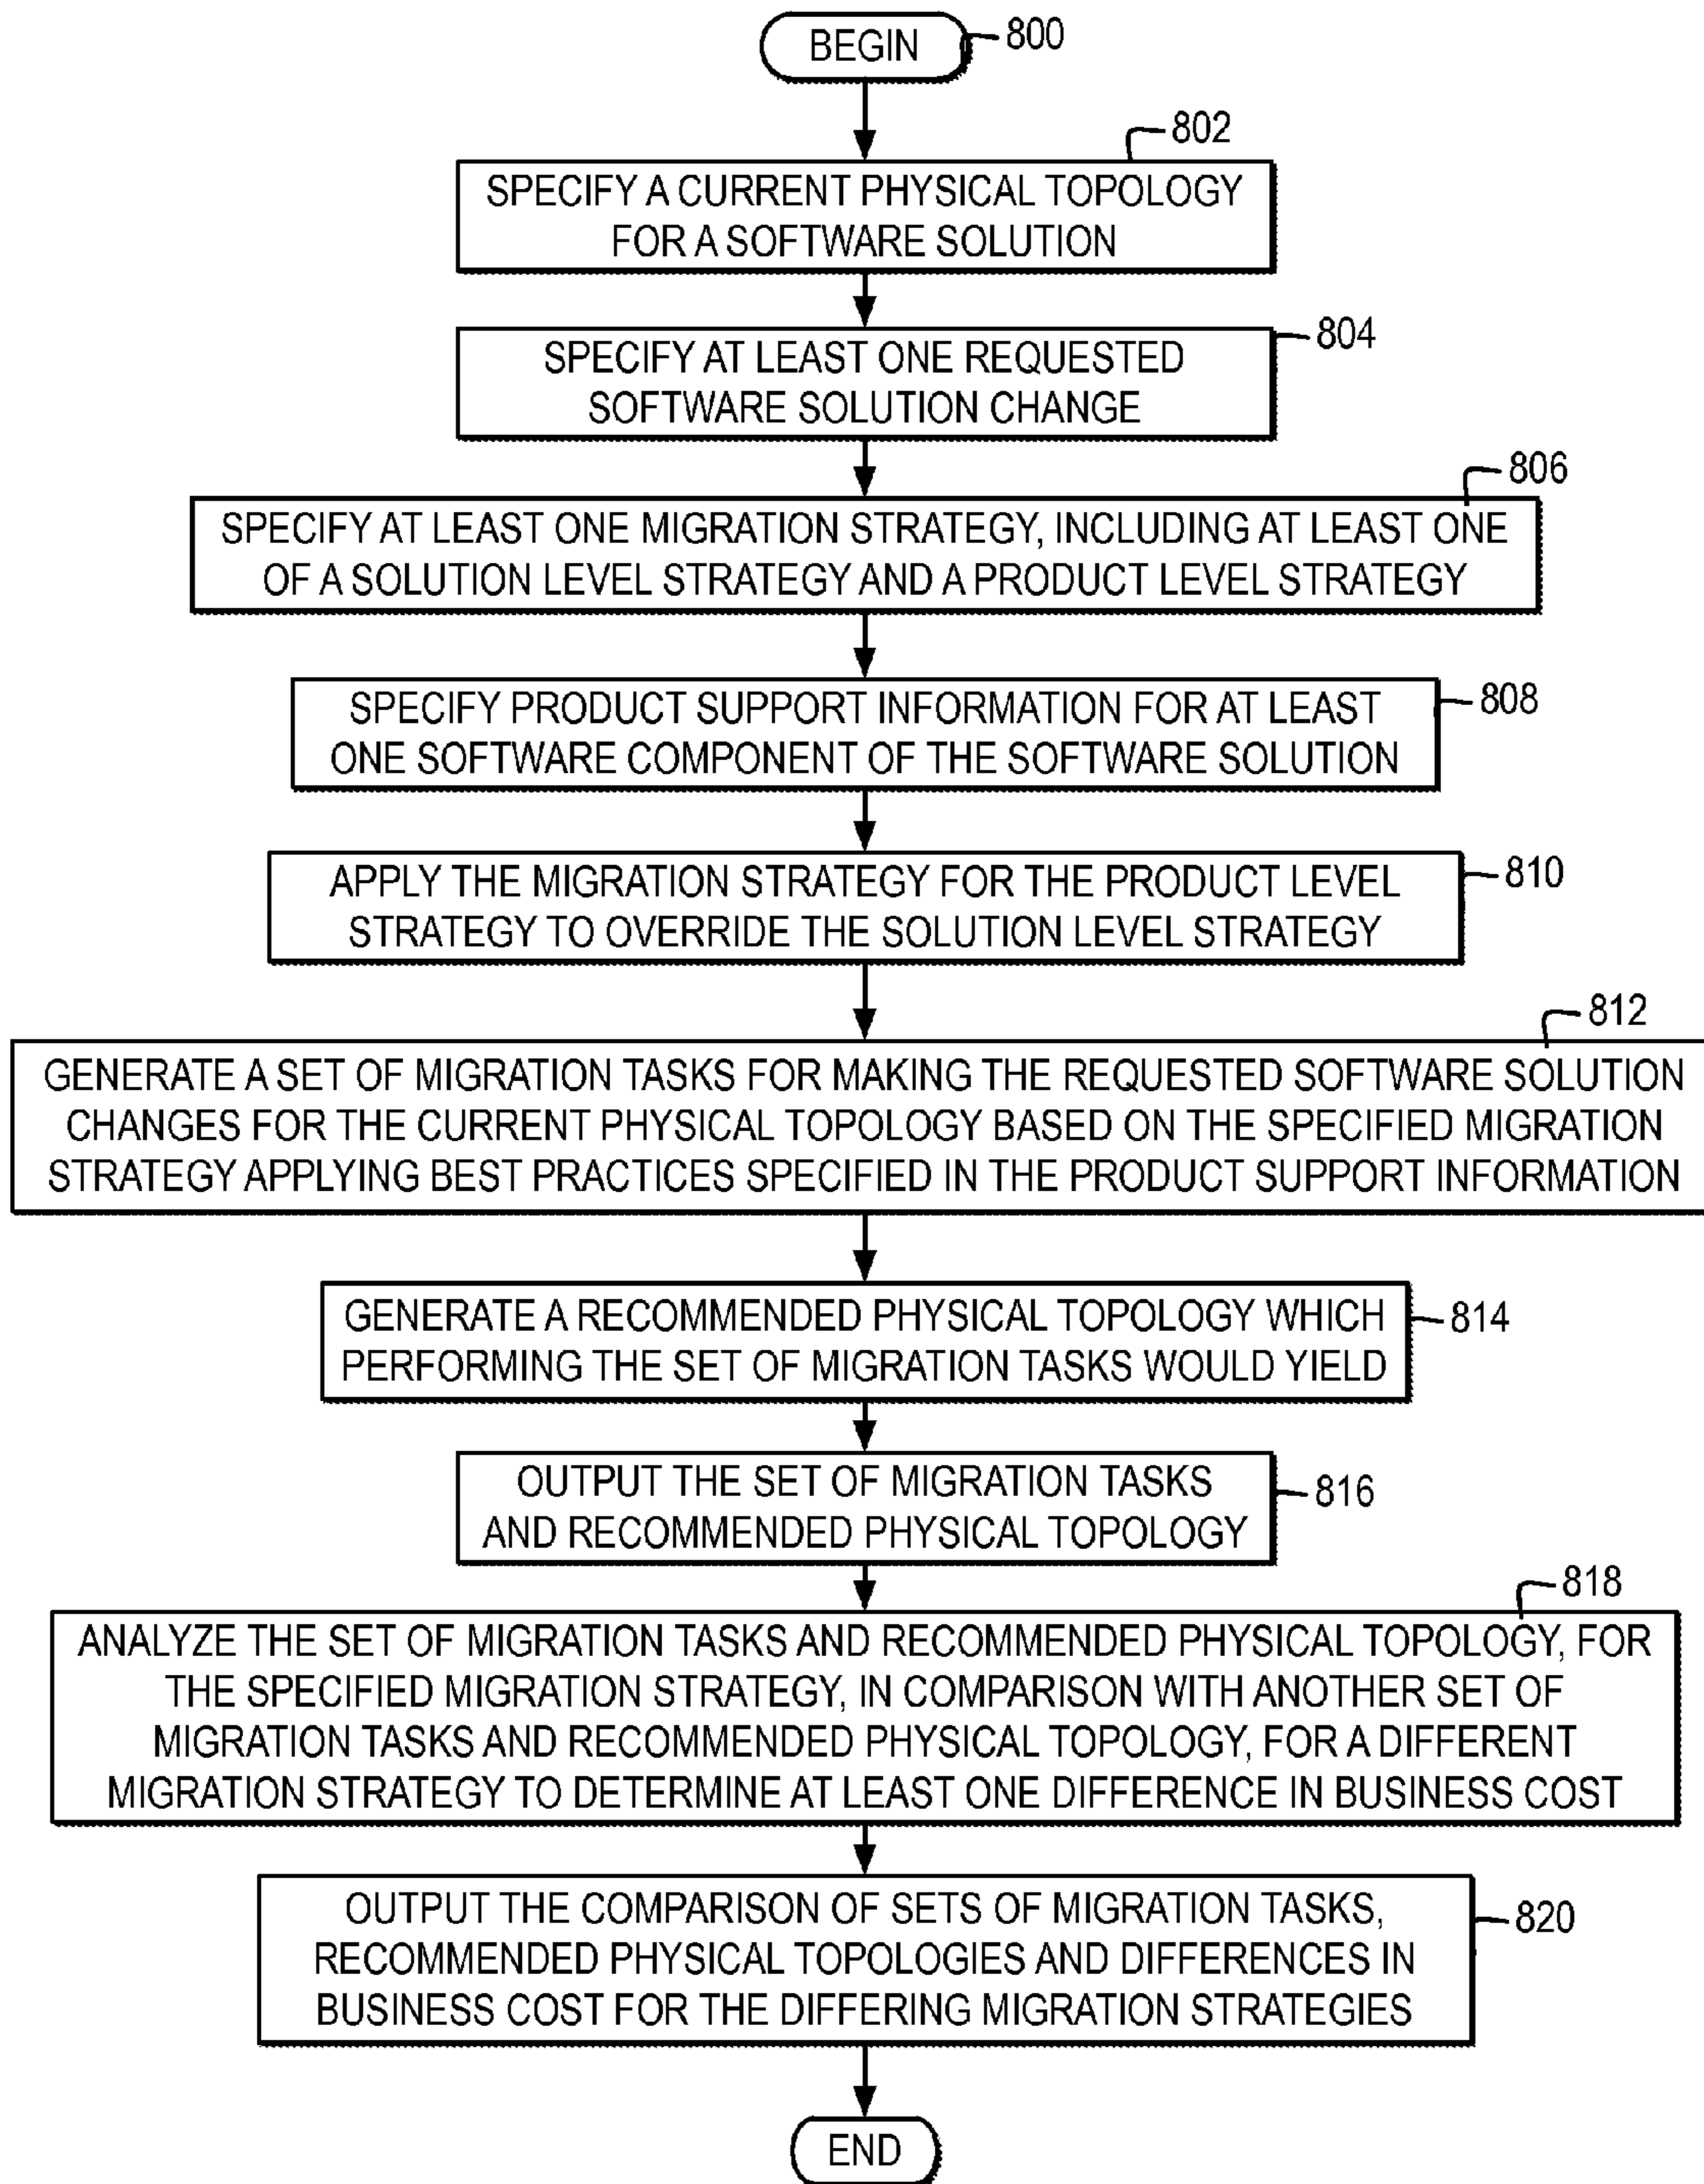 BEGIN
800
802
SPECIFY A CURRENT PHYSICAL TOPOLOGY
FOR A SOFTWARE SOLUTION
804
SPECIFY AT LEAST ONE REQUESTED
SOFTWARE SOLUTION CHANGE
806
SPECIFY AT LEAST ONE MIGRATION STRATEGY, INCLUDING AT LEAST ONE
OF A SOLUTION LEVEL STRATEGY AND A PRODUCT LEVEL STRATEGY
808
SPECIFY PRODUCT SUPPORT INFORMATION FOR AT LEAST
ONE SOFTWARE COMPONENT OF THE SOFTWARE SOLUTION
810
APPLY THE MIGRATION STRATEGY FOR THE PRODUCT LEVEL
STRATEGY TO OVERRIDE THE SOLUTION LEVEL STRATEGY
812
GENERATE A SET OF MIGRATION TASKS FOR MAKING THE REQUESTED SOFTWARE SOLUTION
CHANGES FOR THE CURRENT PHYSICAL TOPOLOGY BASED ON THE SPECIFIED MIGRATION
STRATEGY APPLYING BEST PRACTICES SPECIFIED IN THE PRODUCT SUPPORT INFORMATION
GENERATE A RECOMMENDED PHYSICAL TOPOLOGY WHICH
814
PERFORMING THE SET OF MIGRATION TASKS WOULD YIELD
OUTPUT THE SET OF MIGRATION TASKS
816
AND RECOMMENDED PHYSICAL TOPOLOGY
818
ANALYZE THE SET OF MIGRATION TASKS AND RECOMMENDED PHYSICAL TOPOLOGY, FOR
THE SPECIFIED MIGRATION STRATEGY, IN COMPARISON WITH ANOTHER SET OF
MIGRATION TASKS AND RECOMMENDED PHYSICAL TOPOLOGY, FOR A DIFFERENT
MIGRATION STRATEGY TO DETERMINE AT LEAST ONE DIFFERENCE IN BUSINESS COST
OUTPUT THE COMPARISON OF SETS OF MIGRATION TASKS,
820
RECOMMENDED PHYSICAL TOPOLOGIES AND DIFFERENCES IN
BUSINESS COST FOR THE DIFFERING MIGRATION STRATEGIES
END